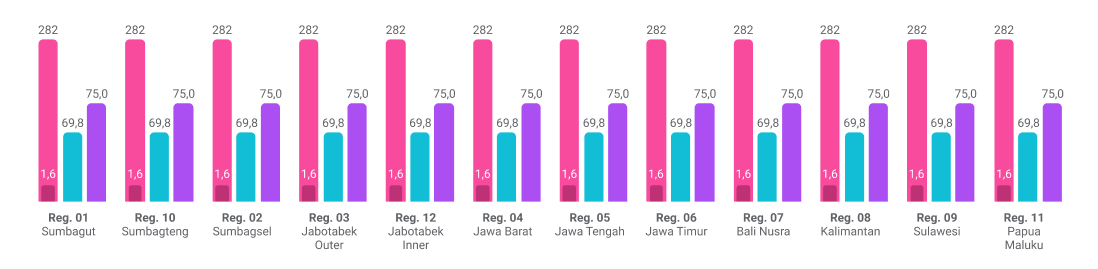 282 282 282 282 282 282 282 282 282 282 282 282
75,0 75,0 75,0 75,0 75,0 75,0 75,0 75,0 75,0 75,0 75,0 75,0
69,8 69,8 69,8 69,8 69,8 69,8 69,8 69,8 69,8 69,8 69,8 69,8
1,6 1,6 1,6 1,6 1,6 1,6 1,6 1,6 1,6 1,6 1,6 1,6
Reg. 01
Sumbagut
Reg. 10
Sumbagteng
Reg. 02
Sumbagsel
Reg. 03
Jabotabek
Outer
Reg. 12
Jabotabek
Inner
Reg. 04
Jawa Barat
Reg. 05
Jawa Tengah
Reg. 06
Jawa Timur
Reg. 07
Bali Nusra
Reg. 08
Kalimantan
Reg. 09
Sulawesi
Reg. 11
Papua
Maluku